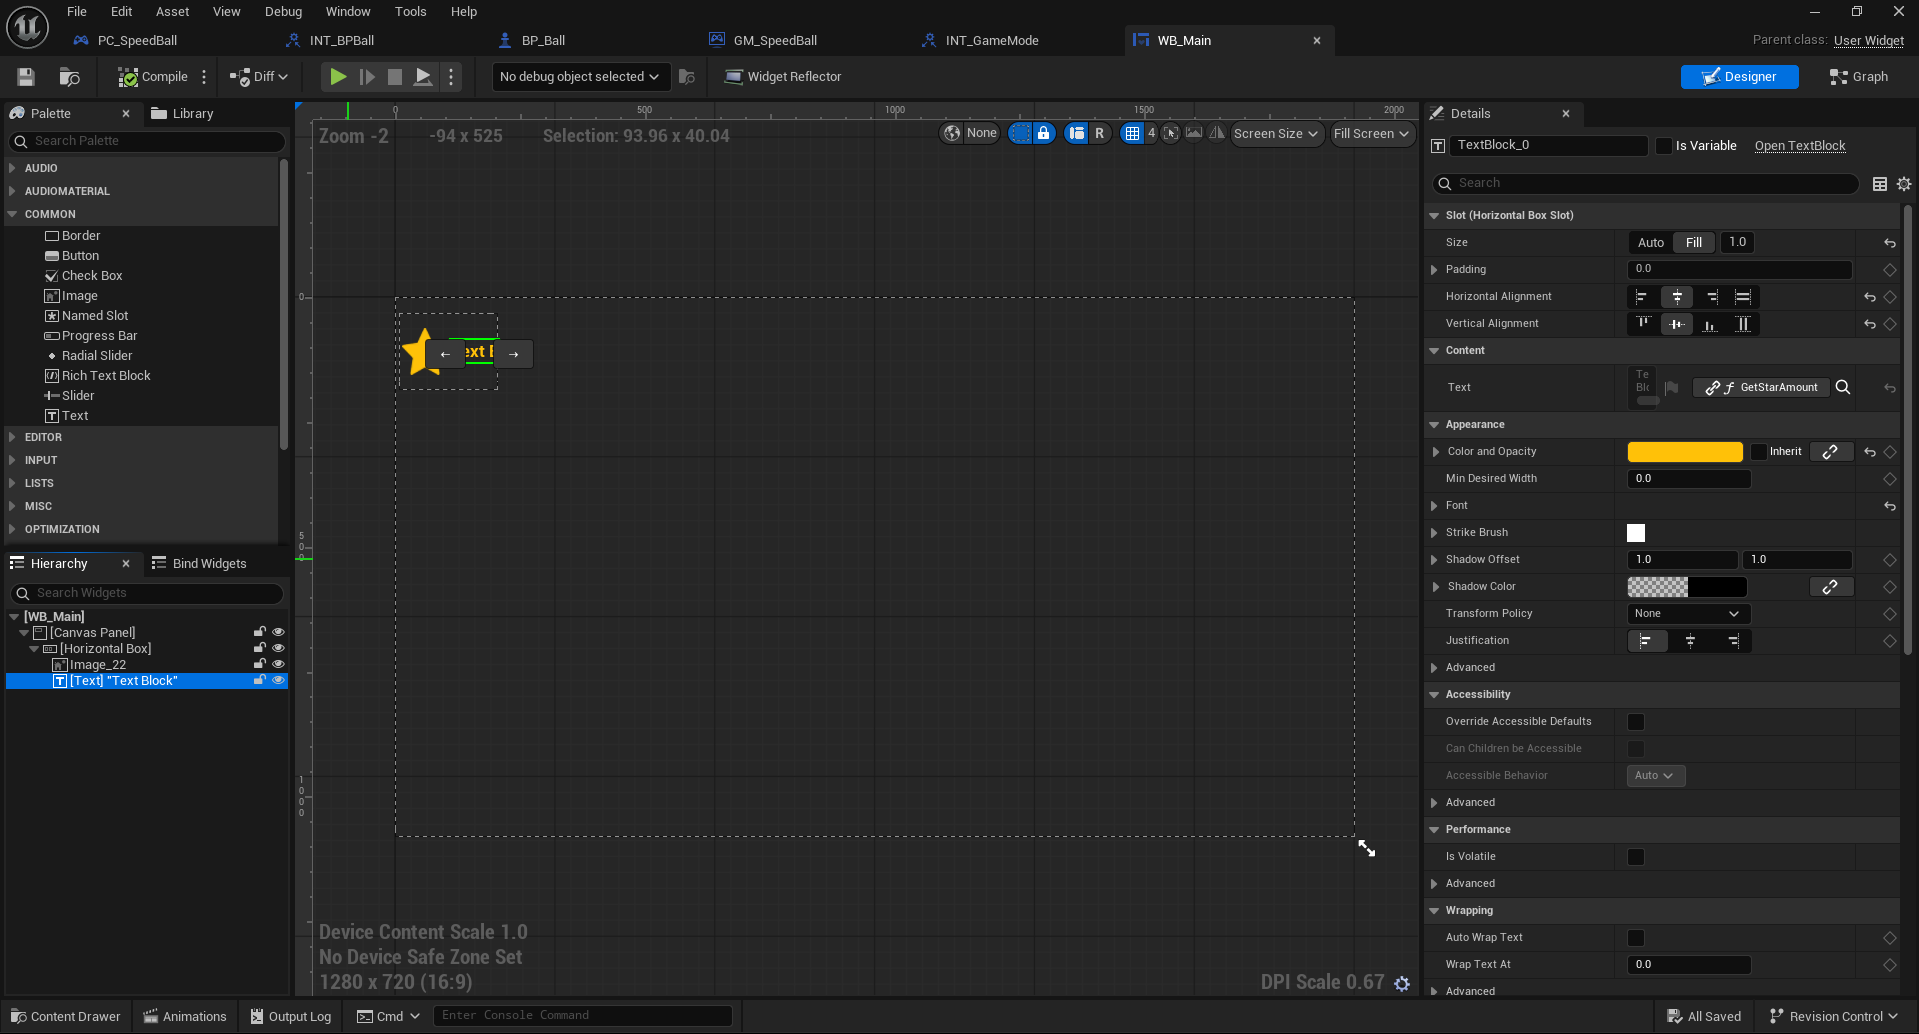 File Edit Asset View Debug Window Tools Help
PC_SpeedBall INT_BPBall BP_Ball GM_SpeedBall INT_GameMode WB_Main
Parent class: User Widget
Compile Diff No debug object selected Widget Reflector Designer Graph
Palette Library
Search Palette
AUDIO
AUDIOMATERIAL
COMMON
Border
Button
Check Box
Image
Named Slot
Progress Bar
Radial Slider
Rich Text Block
Slider
Text
EDITOR
INPUT
LISTS
MISC
OPTIMIZATION
Hierarchy Bind Widgets
Search Widgets
[WB_Main]
[Canvas Panel]
[Horizontal Box]
Image_22
[Text] "Text Block"
0 500 1000 1500 2000
Zoom -2 -94 x 525 Selection: 93.96 x 40.04
None R 4 Screen Size Fill Screen
0
500
1000
ext
Device Content Scale 1.0
No Device Safe Zone Set
1280 x 720 (16:9)
DPI Scale 0.67
Details
TextBlock_0 Is Variable Open TextBlock
Search
Slot (Horizontal Box Slot)
Size Auto Fill 1.0
Padding 0.0
Horizontal Alignment
Vertical Alignment
Content
Text Te Blc GetStarAmount
Appearance
Color and Opacity Inherit
Min Desired Width 0.0
Font
Strike Brush
Shadow Offset 1.0 1.0
Shadow Color
Transform Policy None
Justification
Advanced
Accessibility
Override Accessible Defaults
Can Children be Accessible
Accessible Behavior Auto
Advanced
Performance
Is Volatile
Advanced
Wrapping
Auto Wrap Text
Wrap Text At 0.0
Advanced
Content Drawer Animations Output Log Cmd Enter Console Command All Saved Revision Control